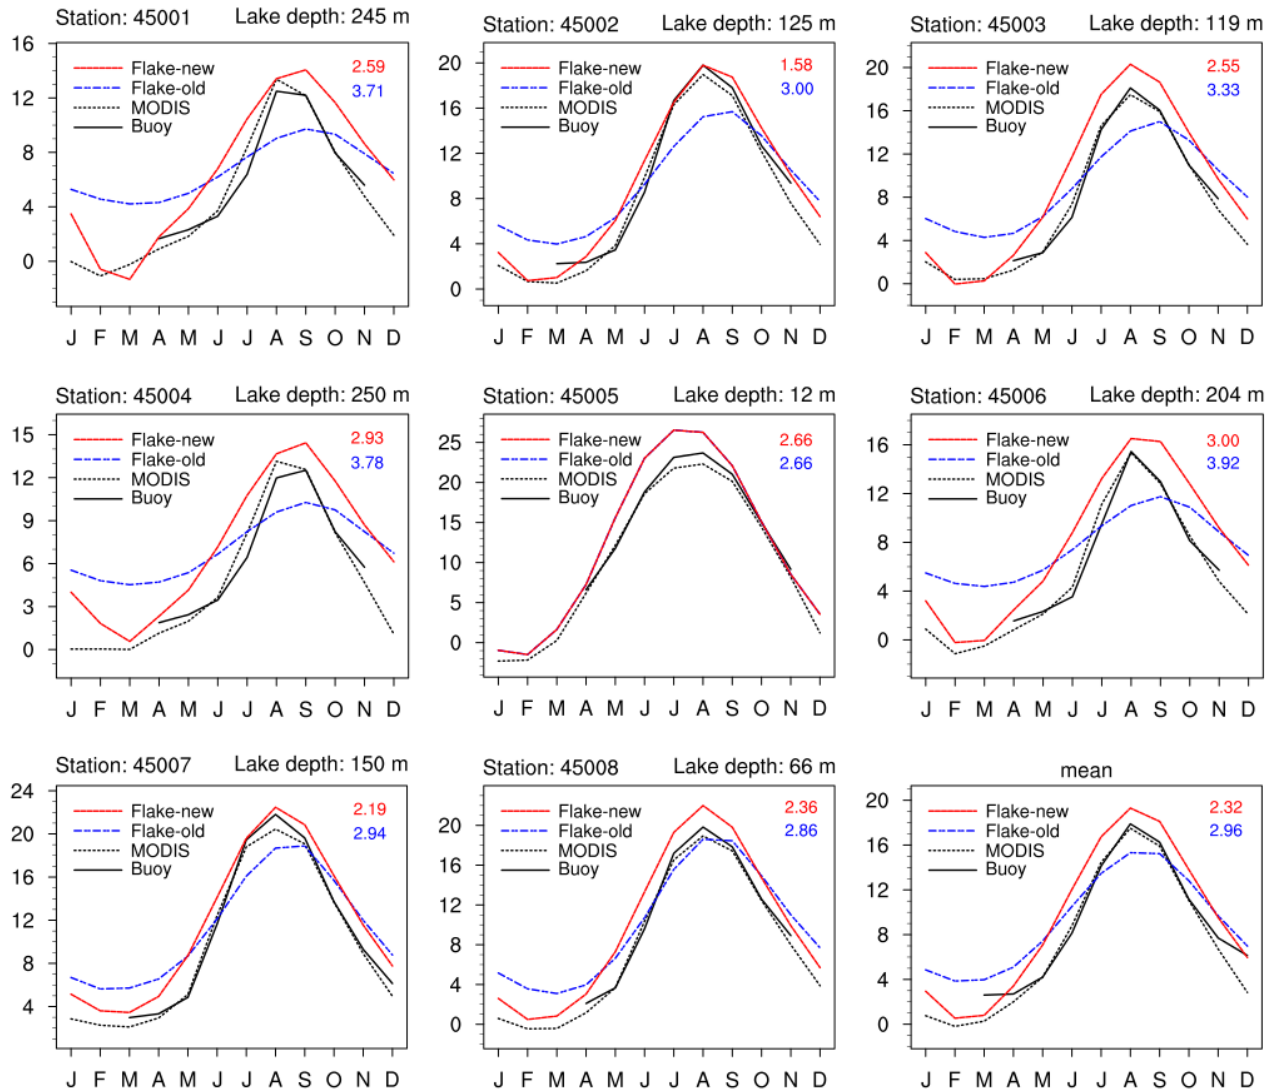 Station: 45001 Lake depth: 245 m
16
12
8
4
0
Flake-new 2.59
Flake-old 3.71
MODIS
Buoy
J F M A M J J A S O N D
Station: 45002 Lake depth: 125 m
20
16
12
8
4
0
Flake-new 1.58
Flake-old 3.00
MODIS
Buoy
J F M A M J J A S O N D
Station: 45003 Lake depth: 119 m
20
16
12
8
4
0
Flake-new 2.55
Flake-old 3.33
MODIS
Buoy
J F M A M J J A S O N D
Station: 45004 Lake depth: 250 m
15
12
9
6
3
0
Flake-new 2.93
Flake-old 3.78
MODIS
Buoy
J F M A M J J A S O N D
Station: 45005 Lake depth: 12 m
25
20
15
10
5
0
Flake-new 2.66
Flake-old 2.66
MODIS
Buoy
J F M A M J J A S O N D
Station: 45006 Lake depth: 204 m
16
12
8
4
0
Flake-new 3.00
Flake-old 3.92
MODIS
Buoy
J F M A M J J A S O N D
Station: 45007 Lake depth: 150 m
24
20
16
12
8
4
Flake-new 2.19
Flake-old 2.94
MODIS
Buoy
J F M A M J J A S O N D
Station: 45008 Lake depth: 66 m
20
16
12
8
4
0
Flake-new 2.36
Flake-old 2.86
MODIS
Buoy
J F M A M J J A S O N D
mean
20
16
12
8
4
0
Flake-new 2.32
Flake-old 2.96
MODIS
Buoy
J F M A M J J A S O N D